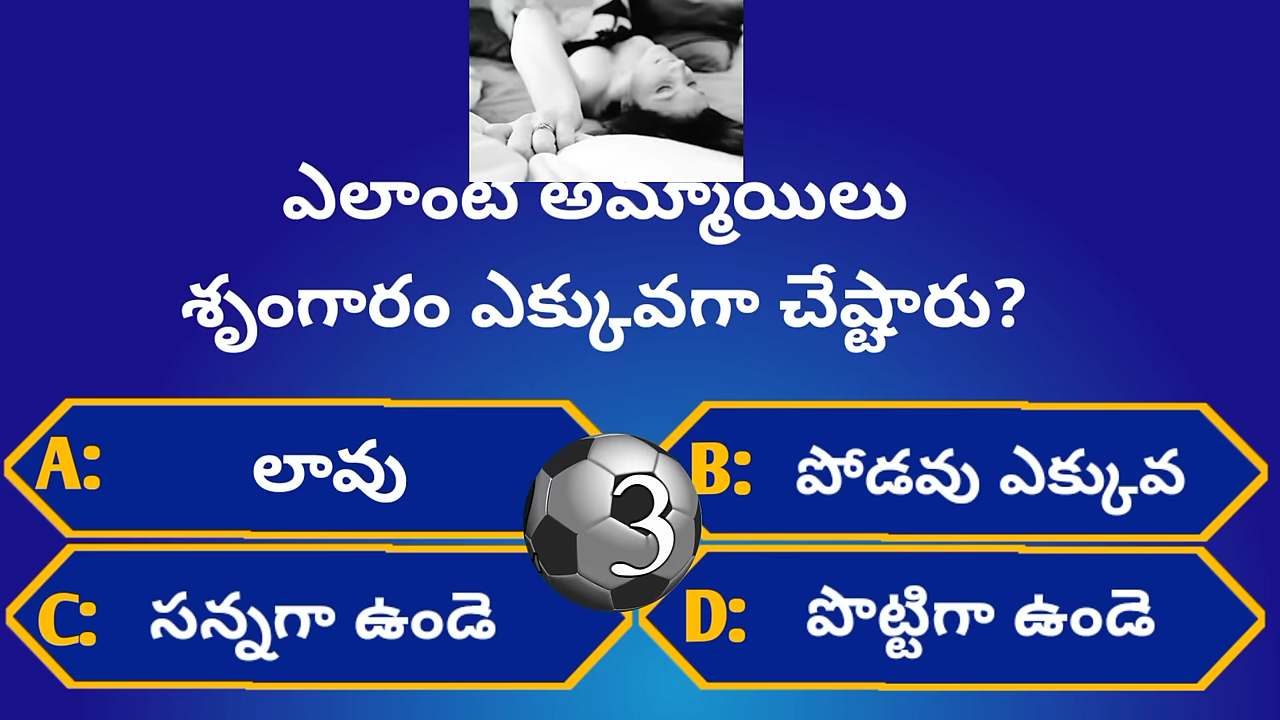 ఎలాంటి అమ్మాయిలు
శృంగారం ఎక్కువగా చేష్టారు?
A: లావు
B: పోడవు ఎక్కువ
3
C: సన్నగా ఉండె
D: పొట్టిగా ఉండె